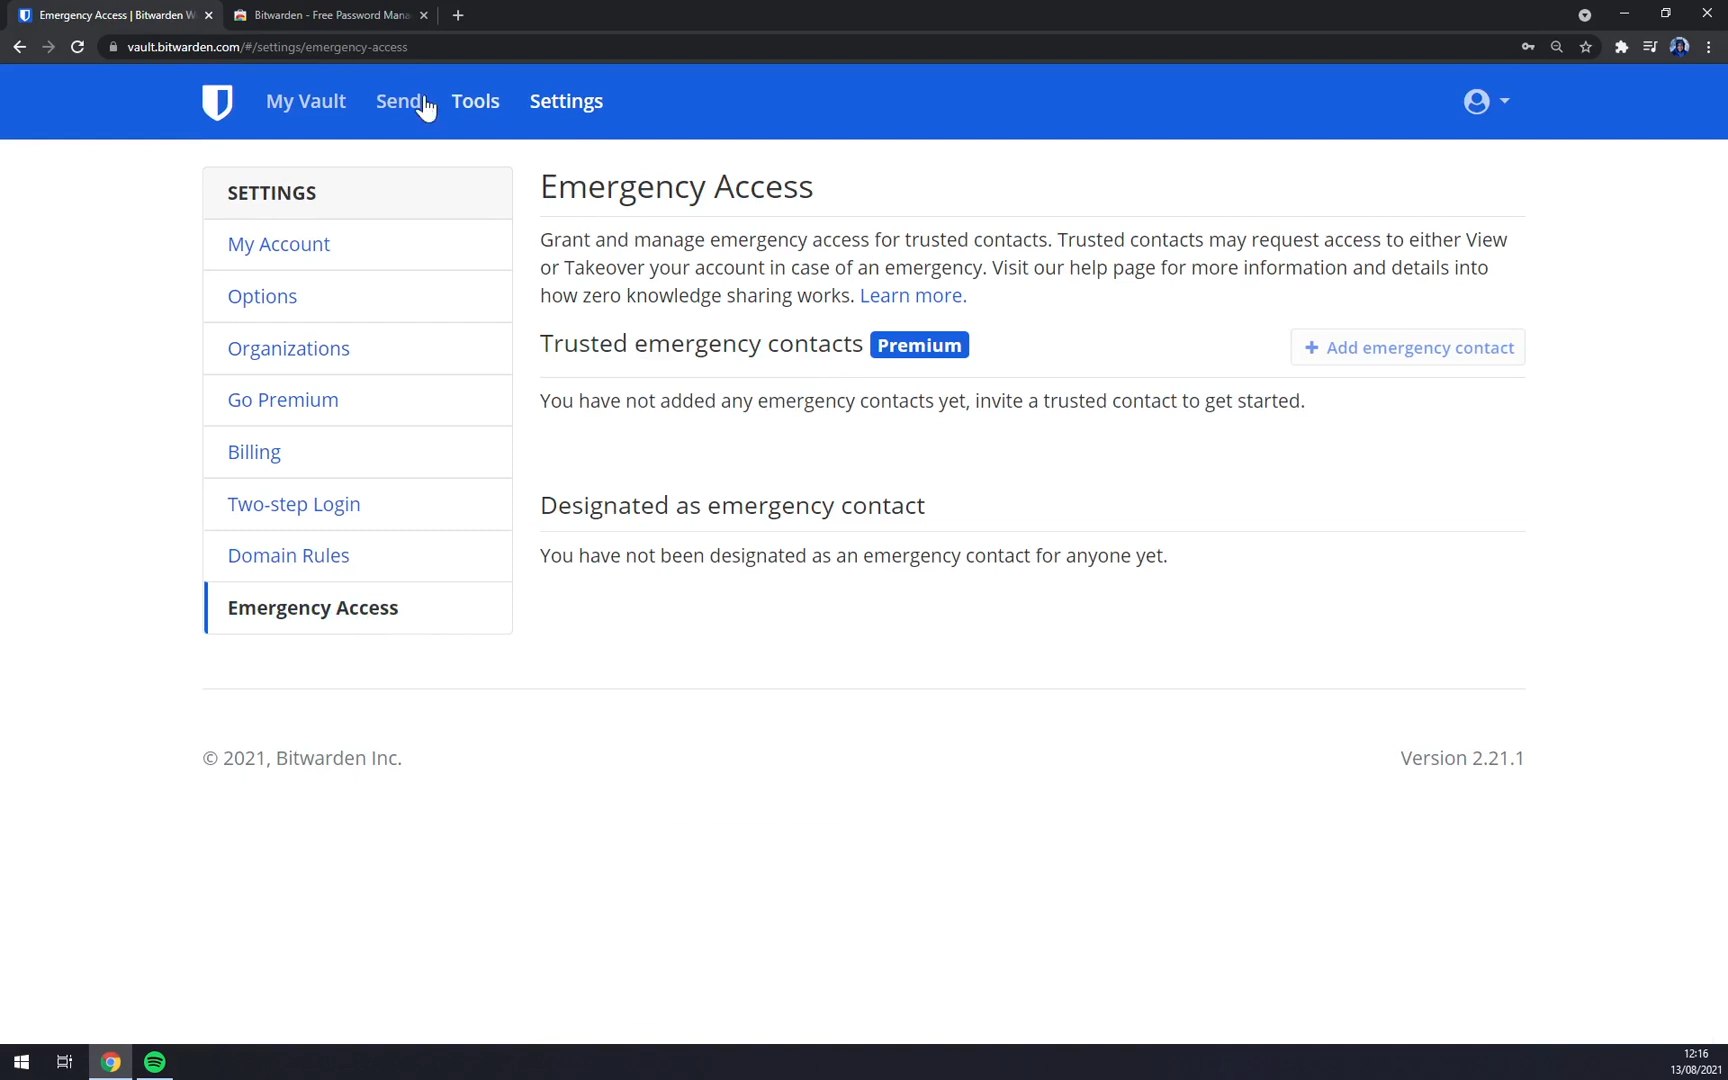 Emergency Access | Bitwarden W
Bitwarden - Free Password Mana
vault.bitwarden.com/#/settings/emergency-access
My Vault
Send
Tools
Settings
SETTINGS
My Account
Options
Organizations
Go Premium
Billing
Two-step Login
Domain Rules
Emergency Access
Emergency Access
Grant and manage emergency access for trusted contacts. Trusted contacts may request access to either View
or Takeover your account in case of an emergency. Visit our help page for more information and details into
how zero knowledge sharing works. Learn more.
Trusted emergency contacts Premium
+ Add emergency contact
You have not added any emergency contacts yet, invite a trusted contact to get started.
Designated as emergency contact
You have not been designated as an emergency contact for anyone yet.
© 2021, Bitwarden Inc.
Version 2.21.1
12:16
13/08/2021